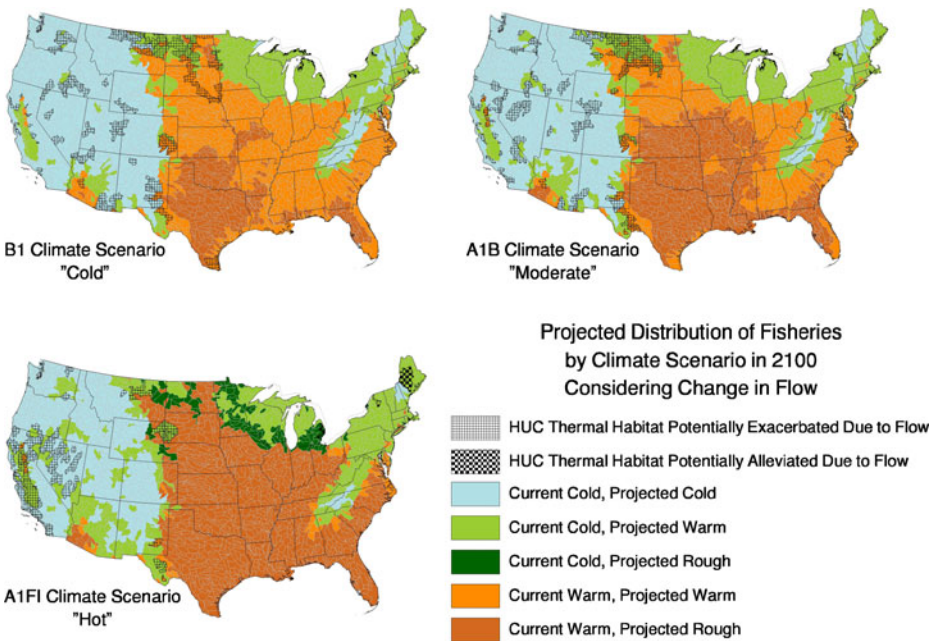 B1 Climate Scenario
"Cold"
A1B Climate Scenario
"Moderate"
A1FI Climate Scenario
"Hot"
Projected Distribution of Fisheries
by Climate Scenario in 2100
Considering Change in Flow
HUC Thermal Habitat Potentially Exacerbated Due to Flow
HUC Thermal Habitat Potentially Alleviated Due to Flow
Current Cold, Projected Cold
Current Cold, Projected Warm
Current Cold, Projected Rough
Current Warm, Projected Warm
Current Warm, Projected Rough